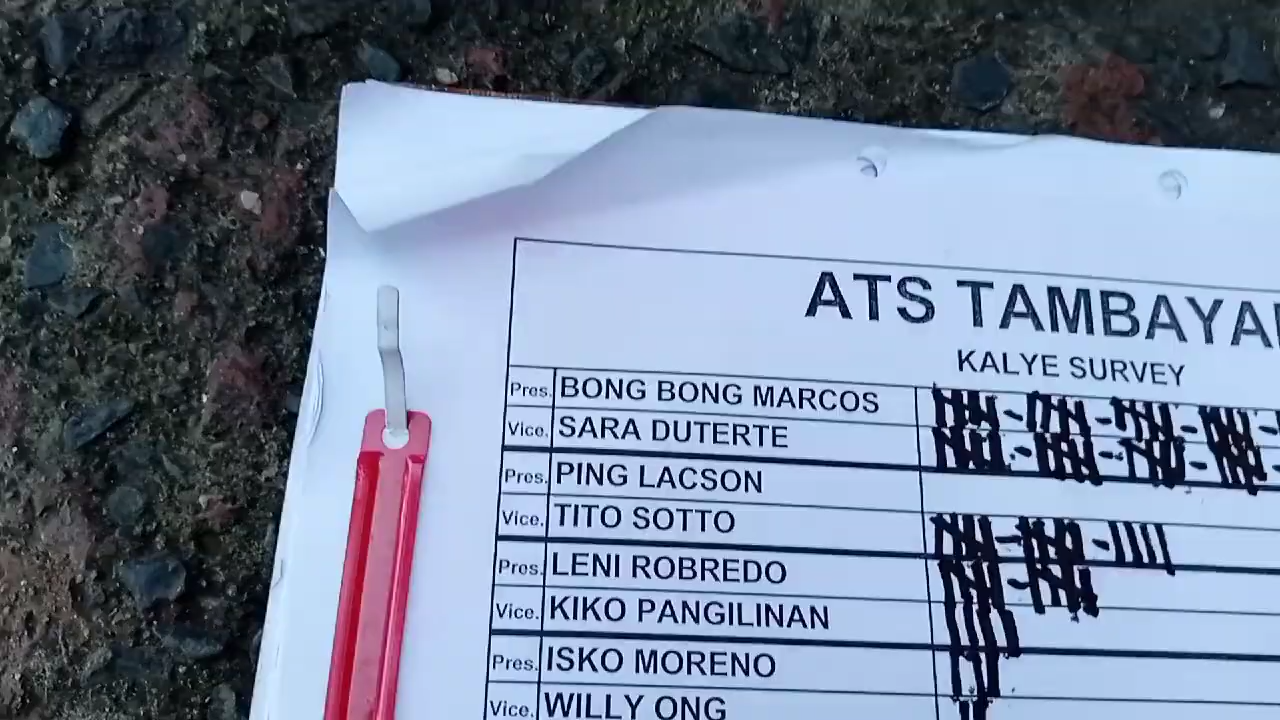 ATS TAMBAYA
KALYE SURVEY
Pres. BONG BONG MARCOS
Vice. SARA DUTERTE
Pres. PING LACSON
Vice. TITO SOTTO
Pres. LENI ROBREDO
Vice. KIKO PANGILINAN
Pres. ISKO MORENO
Vice. WILLY ONG